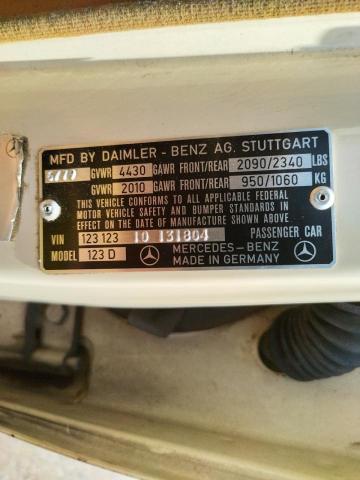 MFD BY DAIMLER - BENZ AG. STUTTGART
GVWR 4430 GAWR FRONT/REAR 2090/2340 LBS
GVWR 2010 GAWR FRONT/REAR 950/1060 KG
THIS VEHICLE CONFORMS TO ALL APPLICABLE FEDERAL
MOTOR VEHICLE SAFETY AND BUMPER STANDARDS IN
EFFECT ON THE DATE OF MANUFACTURE SHOWN ABOVE
VIN 123 123 10 131804 PASSENGER CAR
MODEL 123 D MERCEDES-BENZ
MADE IN GERMANY